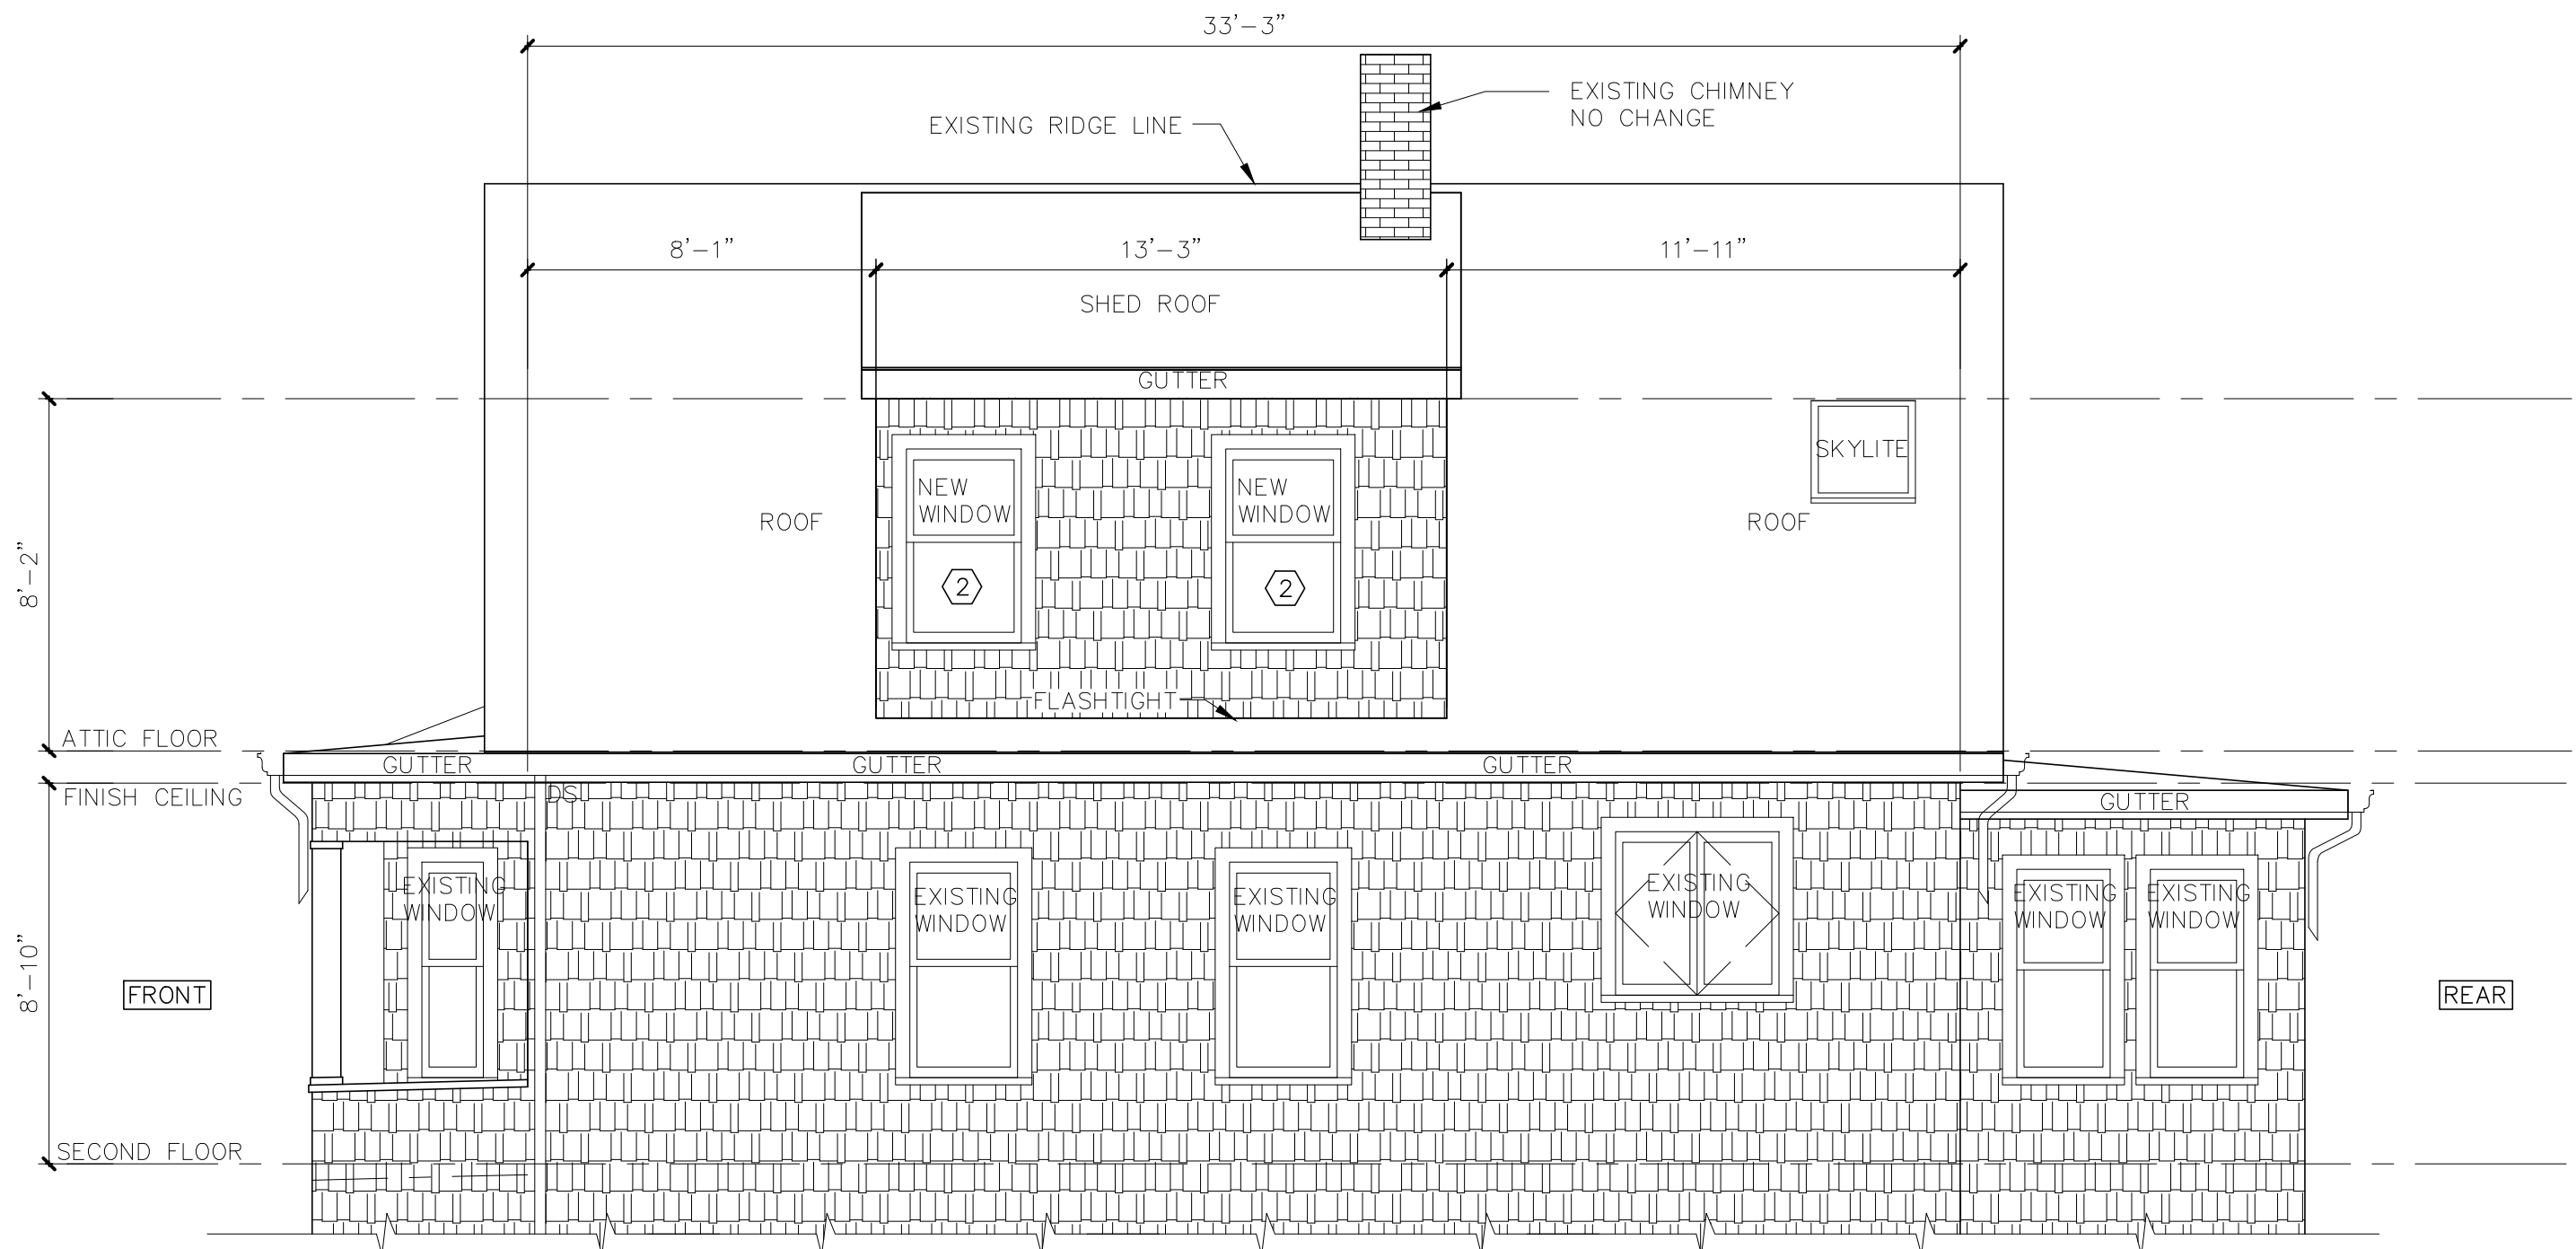 33'-3"
EXISTING CHIMNEY
NO CHANGE
EXISTING RIDGE LINE
8'-1"
13'-3"
11'-11"
SHED ROOF
GUTTER
SKYLITE
NEW
WINDOW
NEW
WINDOW
ROOF
ROOF
8'-2"
2
2
FLASHTIGHT
ATTIC FLOOR
GUTTER
GUTTER
GUTTER
FINISH CEILING
DS
GUTTER
EXISTING
WINDOW
EXISTING
WINDOW
EXISTING
WINDOW
EXISTING
WINDOW
EXISTING
WINDOW
EXISTING
WINDOW
8'-10"
FRONT
REAR
SECOND FLOOR